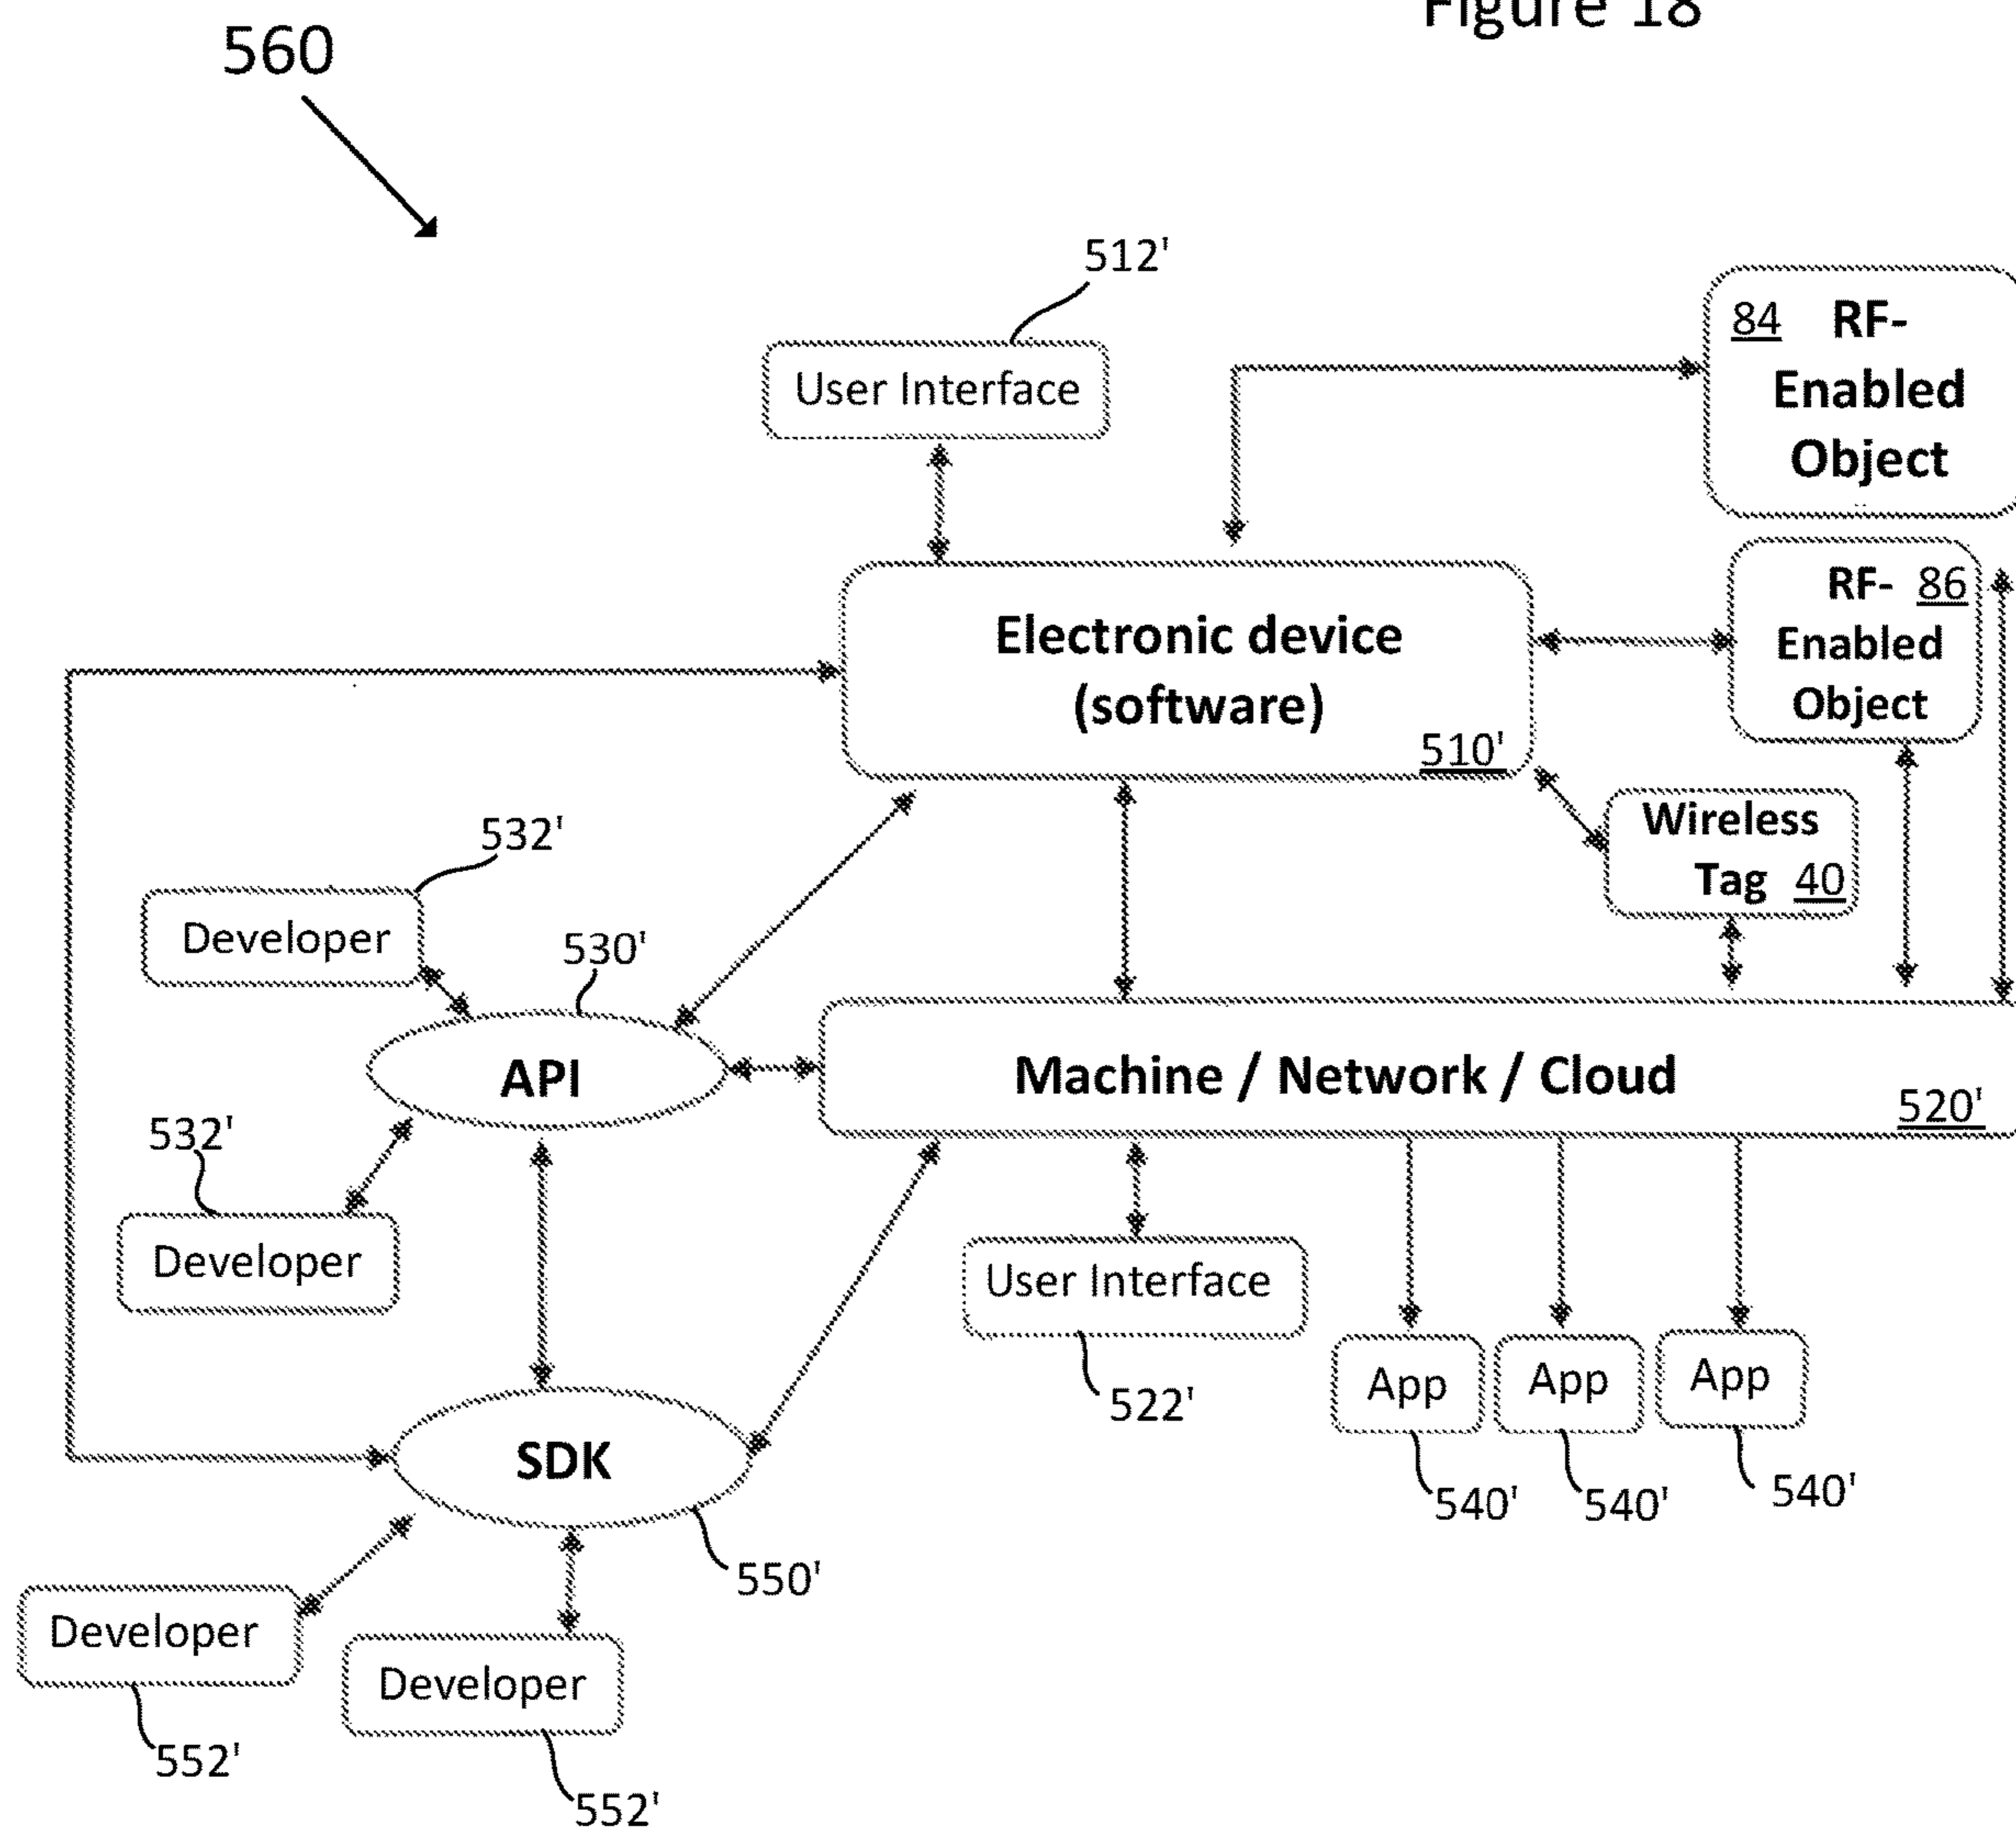 Figure 18
560
512'
User Interface
84 RF-
Enabled
Object
RF- 86
Enabled
Object
Electronic device
(software)
510'
Wireless
Tag 40
532'
Developer
530'
API
Machine / Network / Cloud
520'
532'
Developer
User Interface
522'
App
App
App
540'
540'
540'
SDK
550'
Developer
552'
Developer
552'